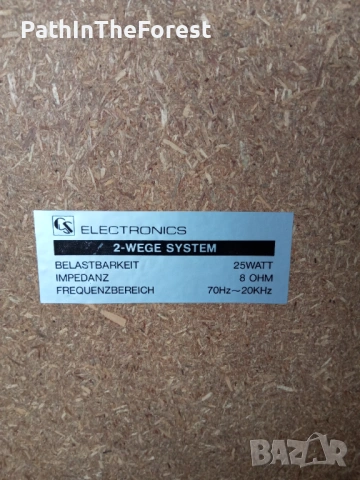 PathInTheForest
CS ELECTRONICS
2-WEGE SYSTEM
BELASTBARKEIT 25WATT
IMPEDANZ 8 OHM
FREQUENZBEREICH 70Hz~20KHz
BAZAR